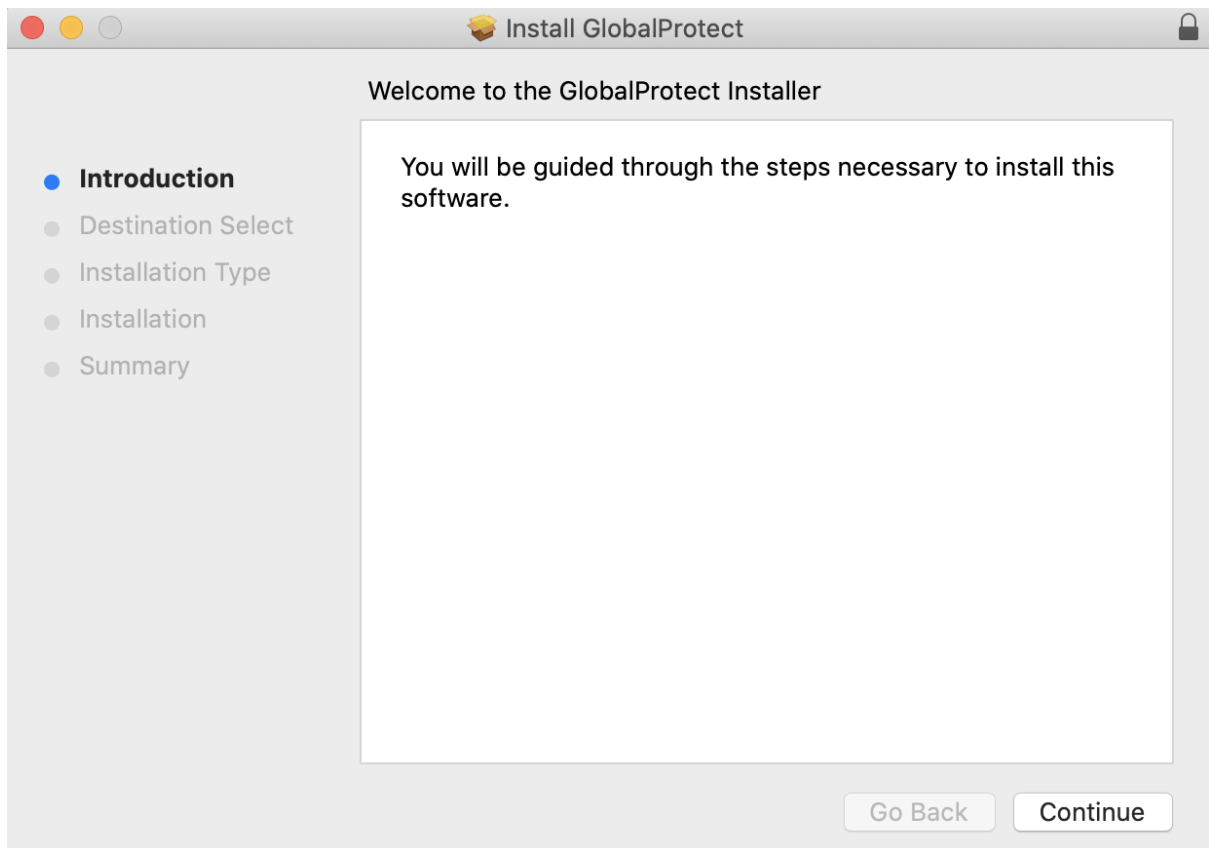 Install GlobalProtect
Welcome to the GlobalProtect Installer
Introduction
Destination Select
Installation Type
Installation
Summary
You will be guided through the steps necessary to install this
software.
Go Back
Continue